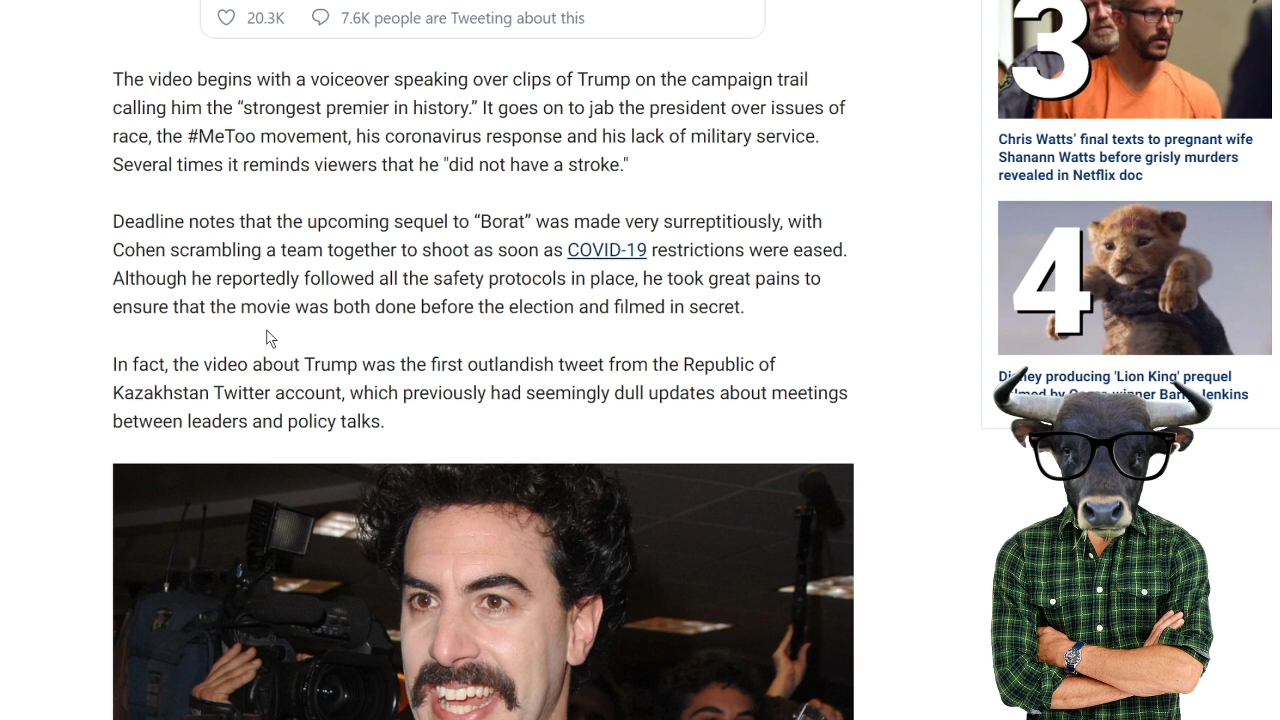 20.3K 7.6K people are Tweeting about this
The video begins with a voiceover speaking over clips of Trump on the campaign trail
calling him the “strongest premier in history.” It goes on to jab the president over issues of
race, the #MeToo movement, his coronavirus response and his lack of military service.
Several times it reminds viewers that he "did not have a stroke."
Deadline notes that the upcoming sequel to “Borat” was made very surreptitiously, with
Cohen scrambling a team together to shoot as soon as COVID-19 restrictions were eased.
Although he reportedly followed all the safety protocols in place, he took great pains to
ensure that the movie was both done before the election and filmed in secret.
In fact, the video about Trump was the first outlandish tweet from the Republic of
Kazakhstan Twitter account, which previously had seemingly dull updates about meetings
between leaders and policy talks.
3
Chris Watts’ final texts to pregnant wife
Shanann Watts before grisly murders
revealed in Netflix doc
4
Disney producing 'Lion King' prequel
by winner Barry Jenkins